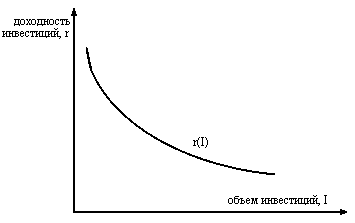 доходность
инвестиций, r
r(I)
объем инвестиций, I